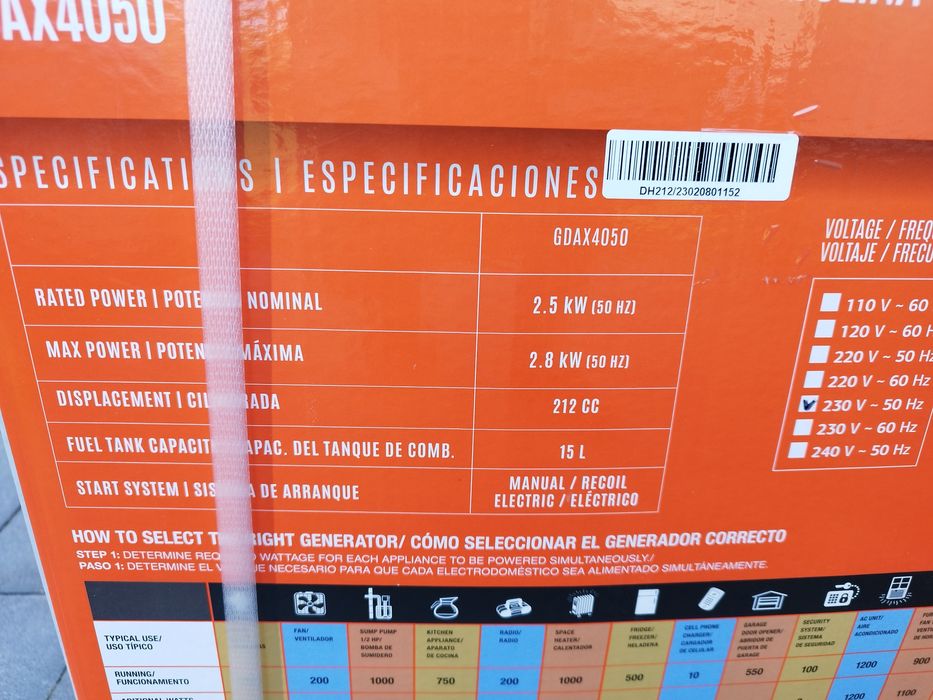 DAX4050
SPECIFICATI S | ESPECIFICACIONES
DH212/23020801152
GDAX4050
RATED POWER | POTE NOMINAL 2.5 kW (50 HZ)
MAX POWER | POTEN MÁXIMA 2.8 kW (50 HZ)
DISPLACEMENT | CIL RADA 212 CC
FUEL TANK CAPACIT APAC. DEL TANQUE DE COMB. 15 L
START SYSTEM | SIS A DE ARRANQUE MANUAL / RECOIL
ELECTRIC / ELÉCTRICO
VOLTAGE / FREQ
VOLTAJE / FRECU
110 V ~ 60
120 V ~ 60 H
220 V ~ 50 Hz
220 V ~ 60 Hz
230 V ~ 50 Hz
230 V ~ 60 Hz
240 V ~ 50 Hz
HOW TO SELECT T RIGHT GENERATOR/ CÓMO SELECCIONAR EL GENERADOR CORRECTO
STEP 1: DETERMINE REQ D WATTAGE FOR EACH APPLIANCE TO BE POWERED SIMULTANEOUSLY./
PASO 1: DETERMINE EL V JE NECESARIO PARA QUE CADA ELECTRODOMÉSTICO SEA ALIMENTADO SIMULTÁNEAMENTE.
TYPICAL USE/
USO TÍPICO
FAN/
VENTILADOR
SUMP PUMP
1/2 HP/
BOMBA DE
SUMIDERO
KITCHEN
APPLIANCE/
APARATO
DE COCINA
RADIO/
RADIO
SPACE
HEATER/
CALENTADOR
FRIDGE/
FREEZER/
HELADERA
CELL PHONE
CHARGER/
CARGADOR
DE CELULAR
GARAGE
DOOR OPENER/
ABRIDOR DE
PUERTA DE
GARAGE
SECURITY
SYSTEM/
SISTEMA
DE SEGURIDAD
AC UNIT/
AIRE
ACONDICIONADO
RUNNING/
FUNCIONAMIENTO
200 1000 750 200 1000 500 10 550 100 1200 900
1200 1100